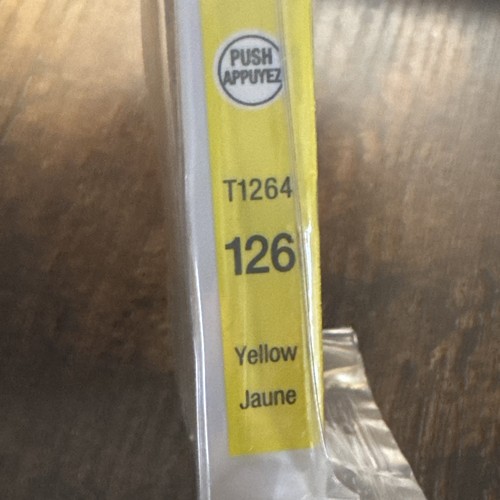 PUSH
APPUYEZ
T1264
126
Yellow
Jaune